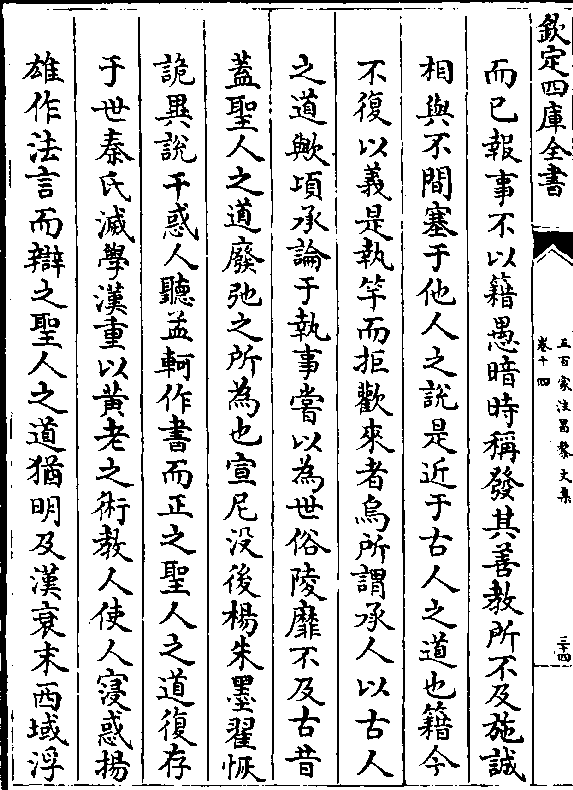 欽定四庫全書
五百家注昌黎文集
卷十四
三十四
而已報事不以籍愚暗時稱發其善教所不及施誠
相與不間塞于他人之說是近于古人之道也籍今
不復以義是執竿而拒歡來者烏所謂承人以古人
之道歟頃承論于執事嘗以為世俗陵靡不及古昔
蓋聖人之道廢弛之所為也宣尼没後楊朱墨翟恢
詭異說干惑人聽孟軻作書而正之聖人之道復存
于世秦氏滅學漢重以黃老之術教人使人寖惑揚
雄作法言而辯之聖人之道猶明及漢衰末西域浮